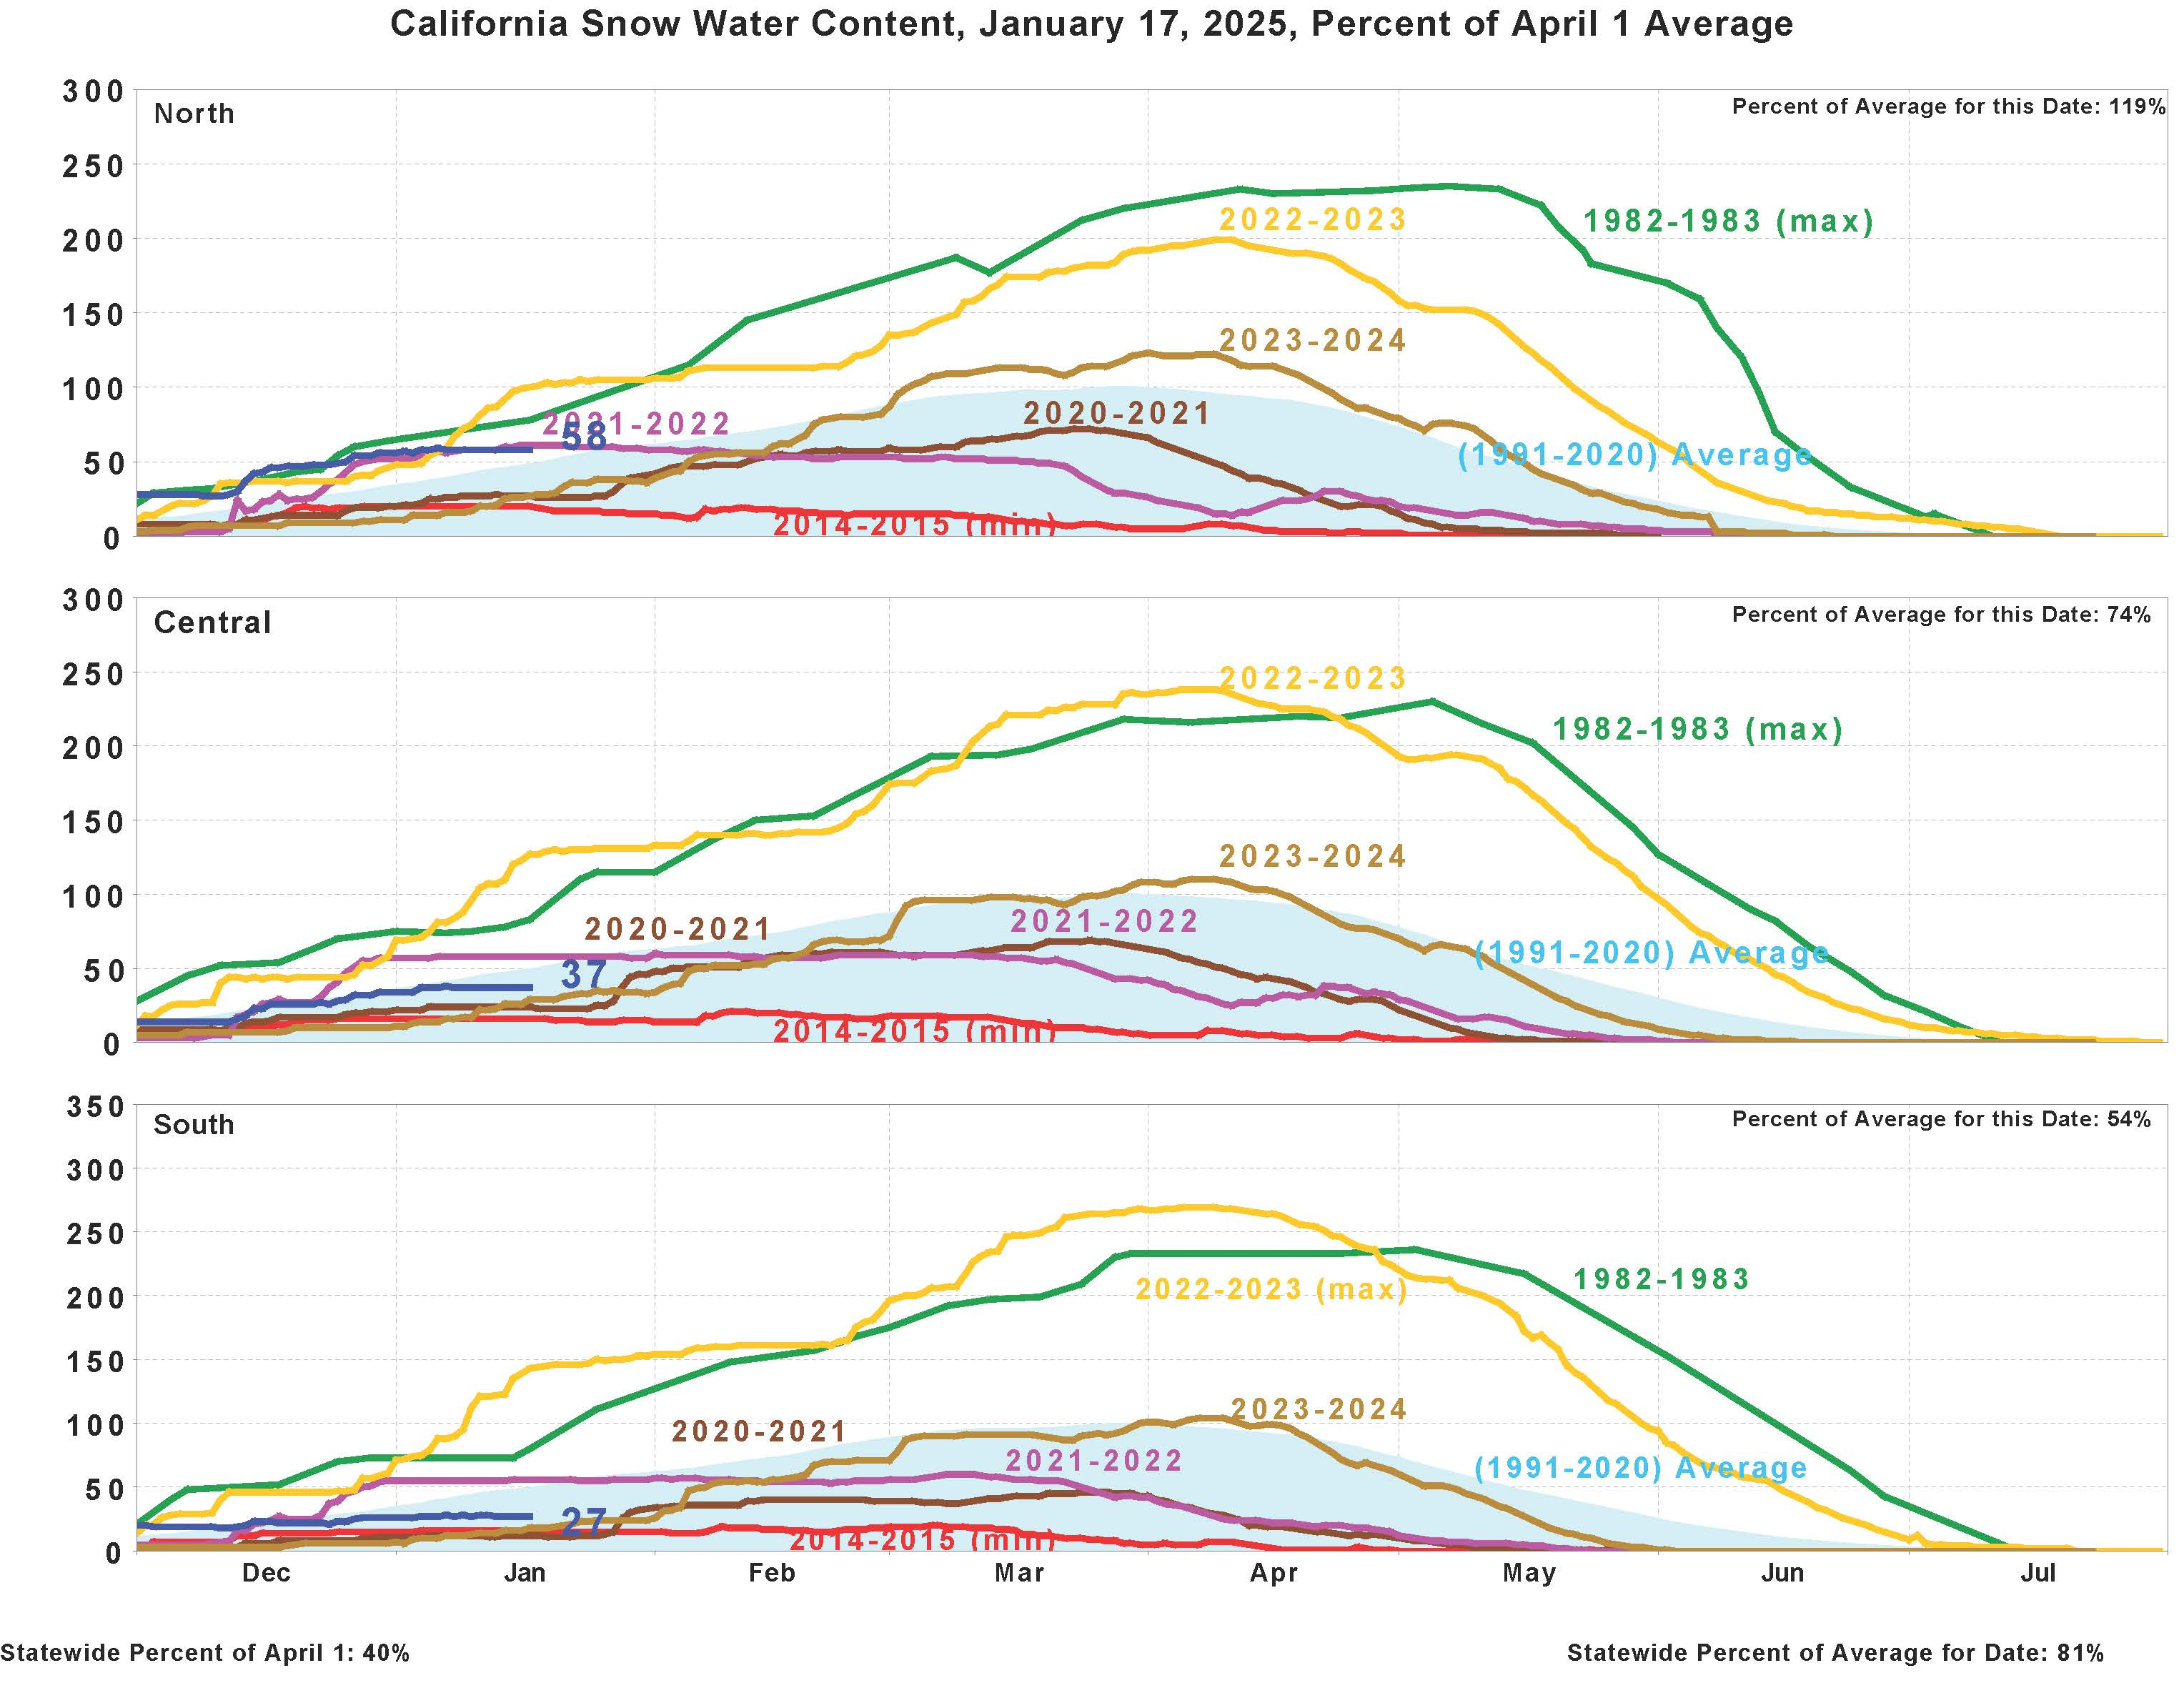 California Snow Water Content, January 17, 2025, Percent of April 1 Average
300
North
Percent of Average for this Date: 119%
250
2022-2023
1982-1983 (max)
200
150
2023-2024
100
2021-2022
2020-2021
58
50
(1991-2020) Average
2014-2015 (min)
0
300
Central
Percent of Average for this Date: 74%
250
2022-2023
1982-1983 (max)
200
150
2023-2024
100
2020-2021
2021-2022
(1991-2020) Average
50
37
2014-2015 (min)
0
350
South
Percent of Average for this Date: 54%
300
250
1982-1983
2022-2023 (max)
200
150
100
2023-2024
2020-2021
2021-2022
(1991-2020) Average
50
27
2014-2015 (min)
0
Dec Jan Feb Mar Apr May Jun Jul
Statewide Percent of April 1: 40%
Statewide Percent of Average for Date: 81%